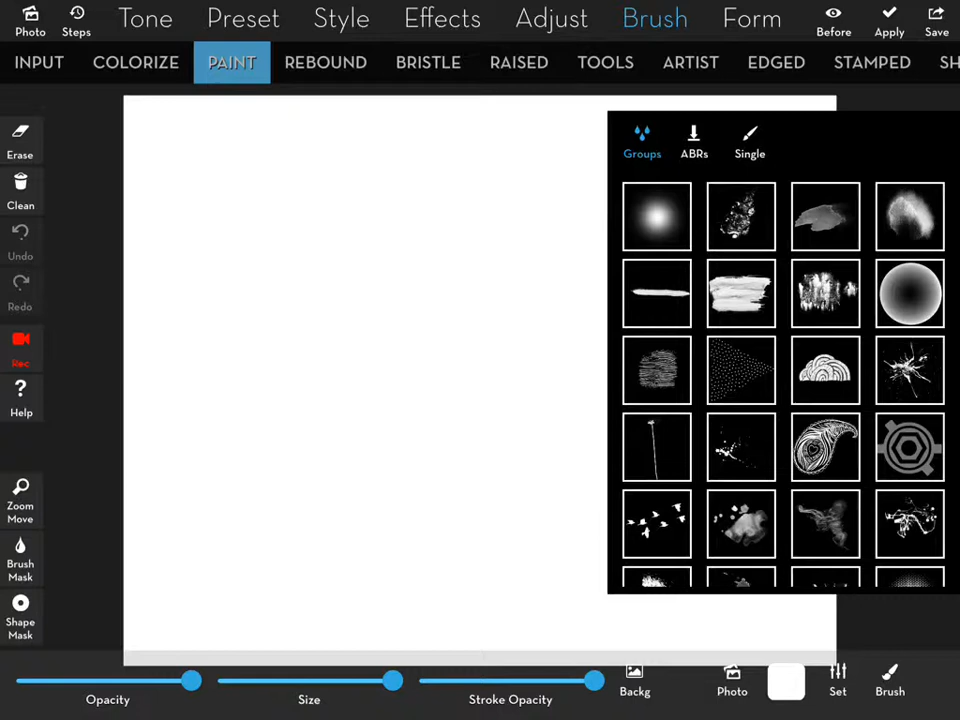 Photo Steps Tone Preset Style Effects Adjust Brush Form Before Apply Save
INPUT COLORIZE PAINT REBOUND BRISTLE RAISED TOOLS ARTIST EDGED STAMPED SH
Groups ABRs Single
Erase
Clean
Undo
Redo
Rec
?
Help
Zoom
Move
Brush
Mask
Shape
Mask
Opacity Size Stroke Opacity Backg Photo Set Brush